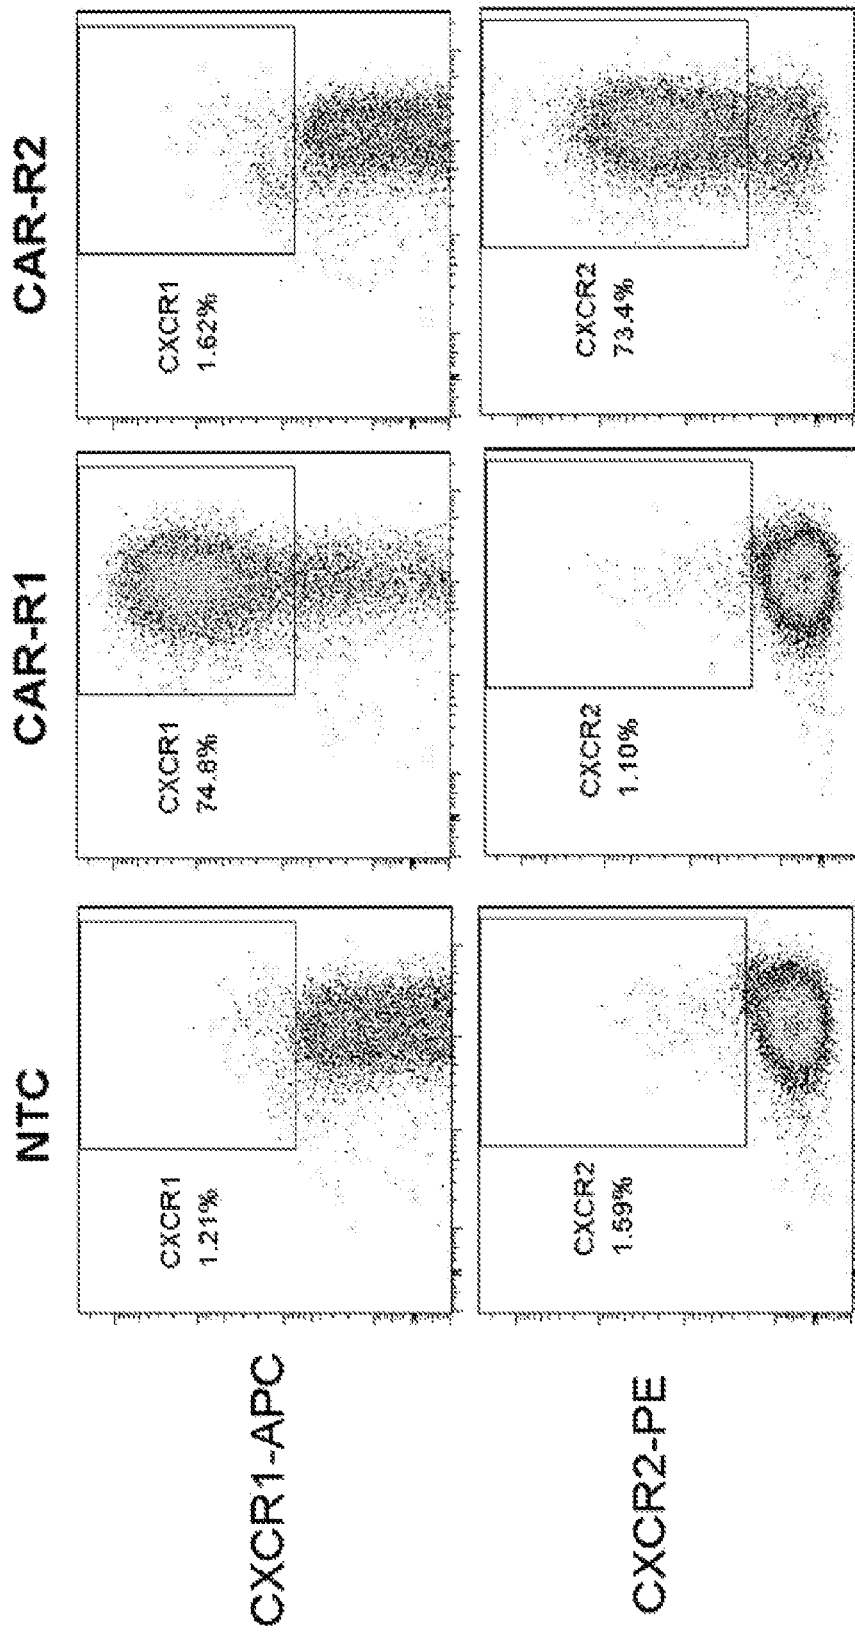 NTC
CAR-R1
CAR-R2
CXCR1-APC
CXCR1
1.21%
CXCR1
74.8%
CXCR1
1.62%
CXCR2-PE
CXCR2
1.59%
CXCR2
1.10%
CXCR2
73.4%